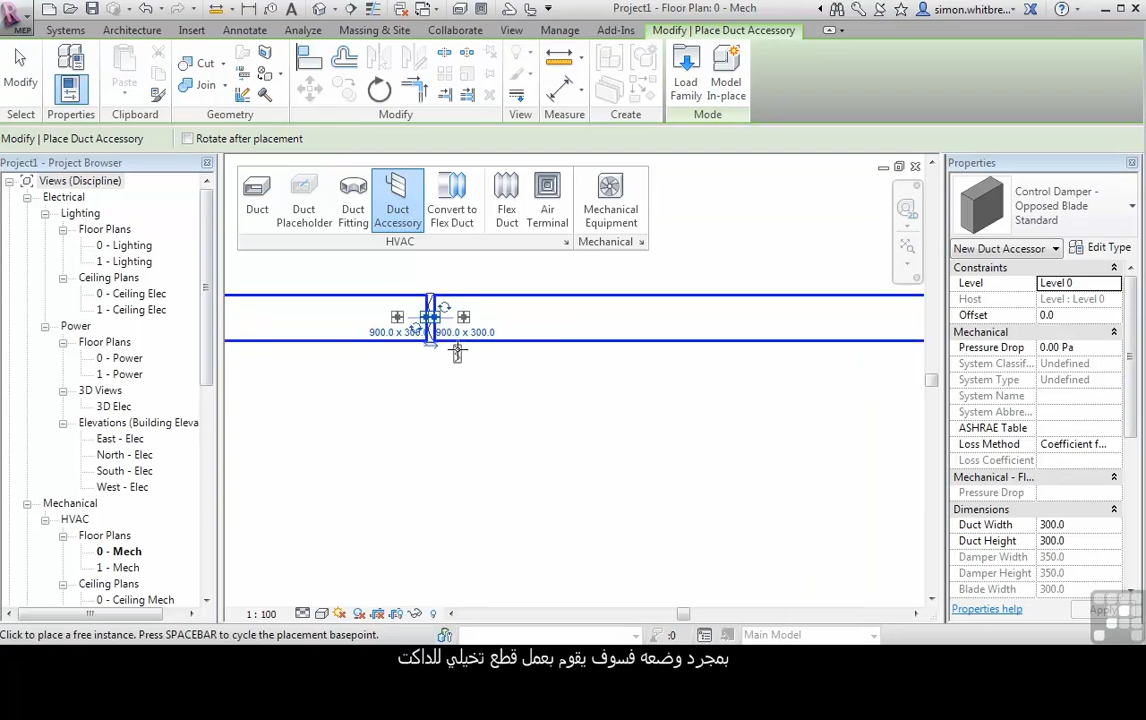 Project1 - Floor Plan: 0 - Mech
simon.whitbre...
MEP
Systems Architecture Insert Annotate Analyze Massing & Site Collaborate View Manage Add-Ins Modify | Place Duct Accessory
Modify
Paste
Cut
Join
Load Family
Model In-place
Select Properties Clipboard Geometry Modify View Measure Create Mode
Modify | Place Duct Accessory
Rotate after placement
Project1 - Project Browser
Views (Discipline)
Electrical
Lighting
Floor Plans
0 - Lighting
1 - Lighting
Ceiling Plans
0 - Ceiling Elec
1 - Ceiling Elec
Power
Floor Plans
0 - Power
1 - Power
3D Views
3D Elec
Elevations (Building Eleva
East - Elec
North - Elec
South - Elec
West - Elec
Mechanical
HVAC
Floor Plans
0 - Mech
1 - Mech
Ceiling Plans
0 - Ceiling Mech
Duct
Duct Placeholder
Duct Fitting
Duct Accessory
Convert to Flex Duct
Flex Duct
Air Terminal
Mechanical Equipment
HVAC
Mechanical
2D
900.0 x 300.0
900.0 x 300.0
Properties
Control Damper - Opposed Blade
Standard
New Duct Accessor
Edit Type
Constraints
Level Level 0
Host Level : Level 0
Offset 0.0
Mechanical
Pressure Drop 0.00 Pa
System Classif... Undefined
System Type Undefined
System Name
System Abbre...
ASHRAE Table
Loss Method Coefficient f...
Loss Coefficient
Mechanical - Fl...
Pressure Drop
Dimensions
Duct Width 300.0
Duct Height 300.0
Damper Width 350.0
Damper Height 350.0
Blade Width 300.0
Properties help
Apply
1 : 100
Click to place a free instance. Press SPACEBAR to cycle the placement basepoint.
:0
Main Model
بمجرد وضعه فسوف يقوم بعمل قطع تخيلي للداكت